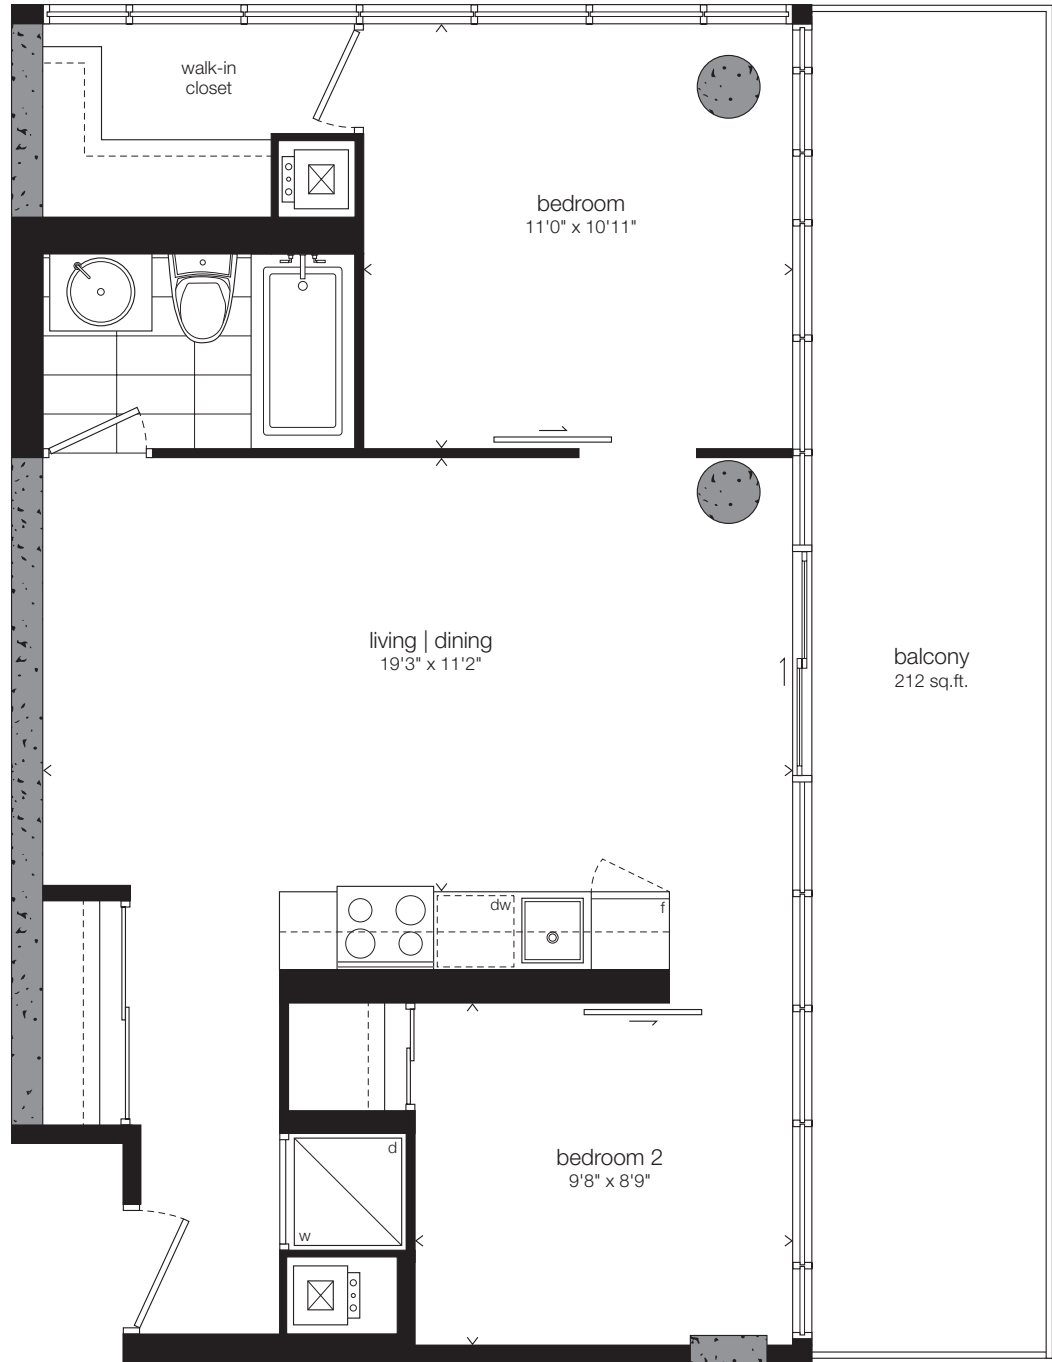 walk-in
closet
bedroom
11'0" x 10'11"
living | dining
19'3" x 11'2"
balcony
212 sq.ft.
dw
f
bedroom 2
9'8" x 8'9"
d
w